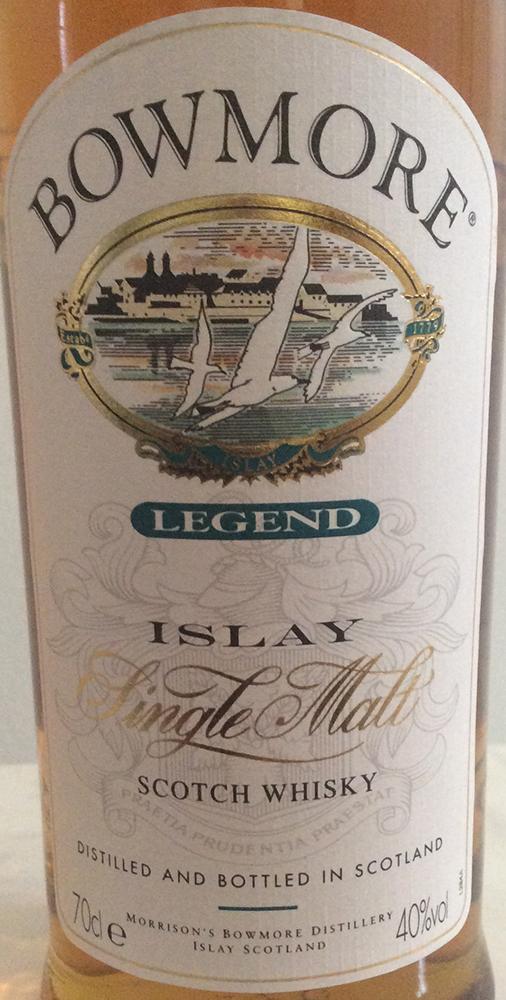 BOWMORE®
Estabd 1779
ISLAY
LEGEND
ISLAY
Single Malt
SCOTCH WHISKY
PRAETIA PRUDENTIA PRAESTAT
DISTILLED AND BOTTLED IN SCOTLAND
70cl e MORRISON'S BOWMORE DISTILLERY 40%vol
ISLAY SCOTLAND